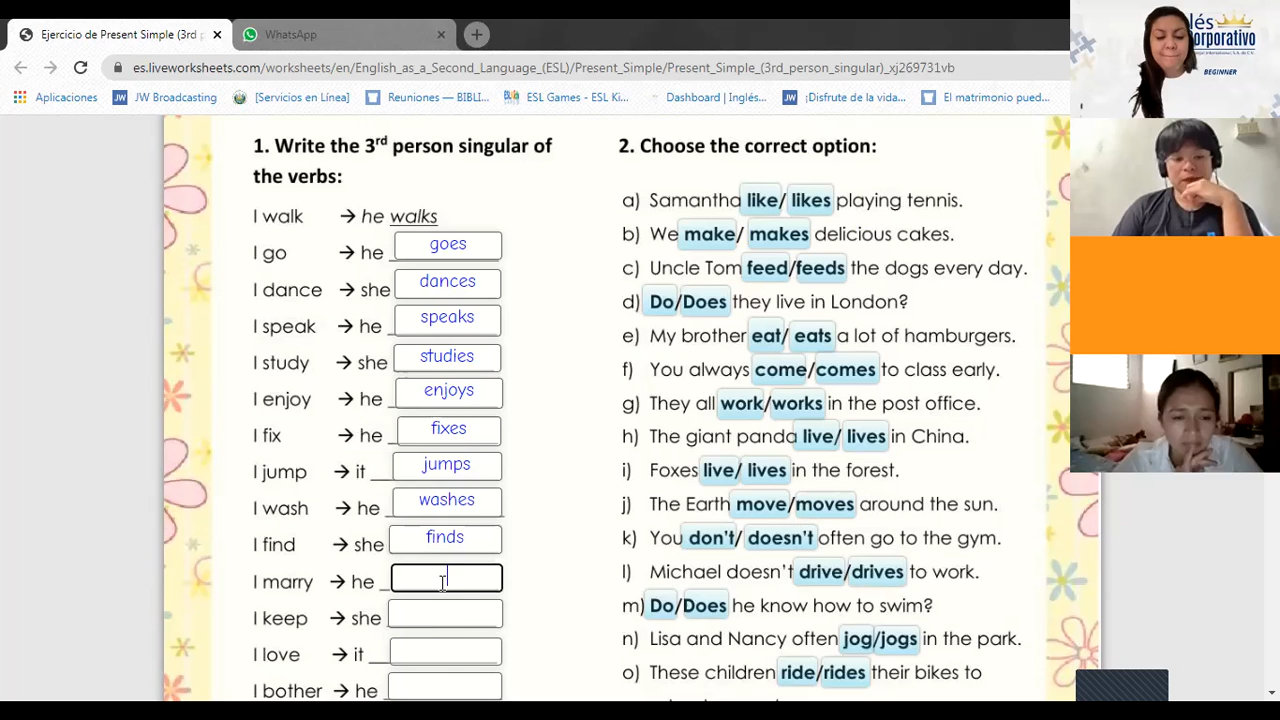 Ejercicio de Present Simple (3rd p
WhatsApp
es.liveworksheets.com/worksheets/en/English_as_a_Second_Language_(ESL)/Present_Simple/Present_Simple_(3rd_person_singular)_xj269731vb
Aplicaciones JW Broadcasting [Servicios en Línea] Reuniones — BIBLI... ESL Games - ESL Ki... Dashboard | Inglés... ¡Disfrute de la vida... El matrimonio pued...
lés
corporativo
BEGINNER
1. Write the 3rd person singular of
the verbs:
I walk → he walks
I go → he goes
I dance → she dances
I speak → he speaks
I study → she studies
I enjoy → he enjoys
I fix → he fixes
I jump → it jumps
I wash → he washes
I find → she finds
I marry → he
I keep → she
I love → it
I bother → he
2. Choose the correct option:
a) Samantha like/ likes playing tennis.
b) We make/ makes delicious cakes.
c) Uncle Tom feed/feeds the dogs every day.
d) Do/Does they live in London?
e) My brother eat/ eats a lot of hamburgers.
f) You always come/comes to class early.
g) They all work/works in the post office.
h) The giant panda live/ lives in China.
i) Foxes live/ lives in the forest.
j) The Earth move/moves around the sun.
k) You don't/ doesn't often go to the gym.
l) Michael doesn't drive/drives to work.
m) Do/Does he know how to swim?
n) Lisa and Nancy often jog/jogs in the park.
o) These children ride/rides their bikes to